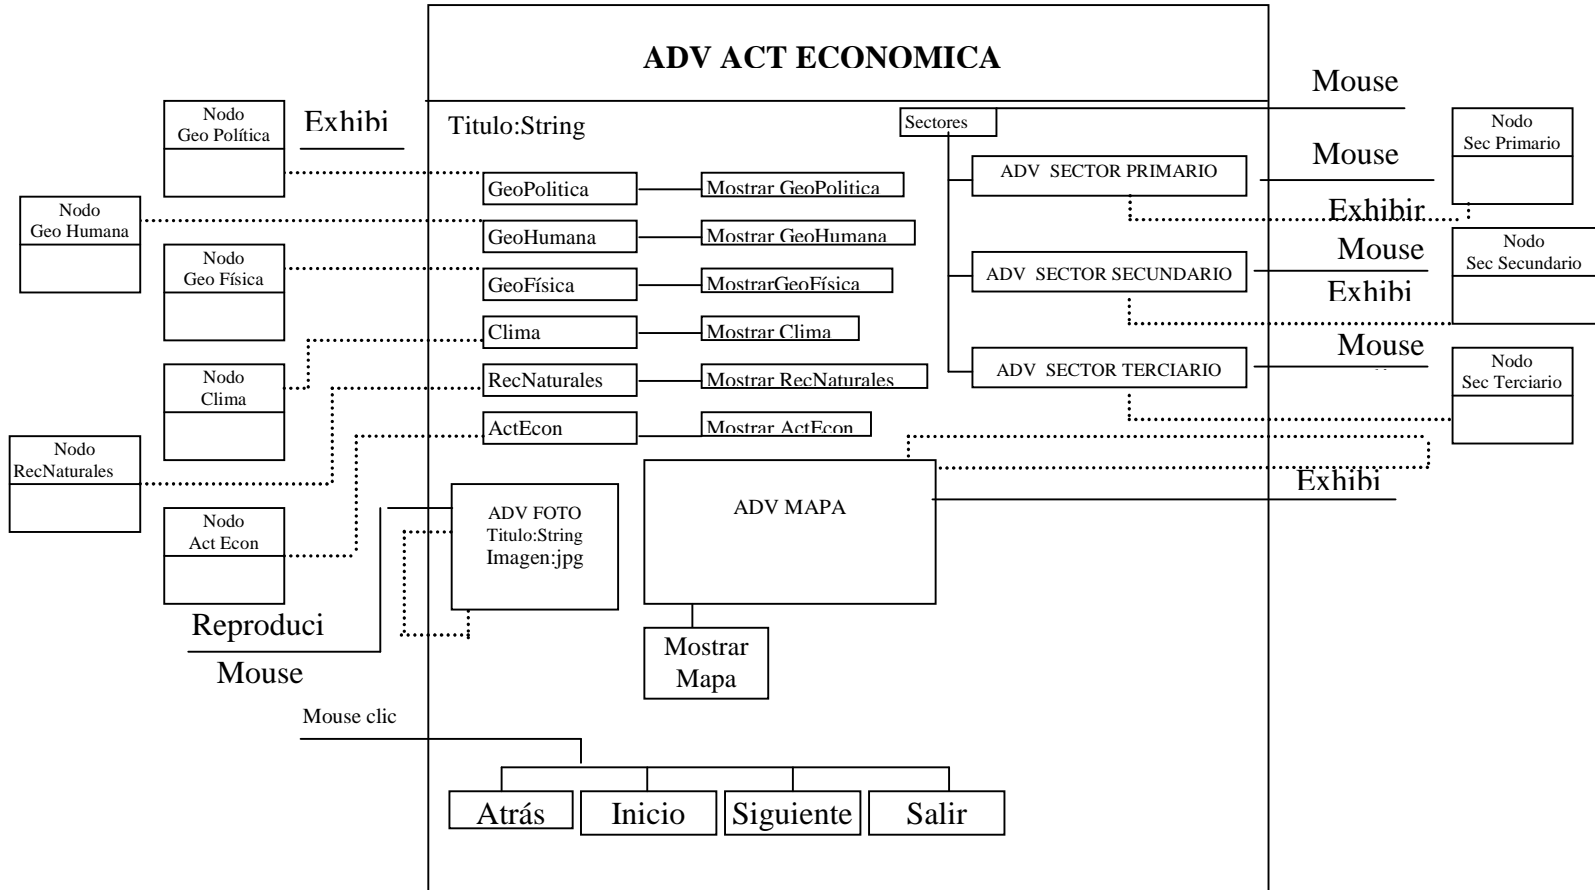 ADV ACT ECONOMICA
Mouse
Nodo
Geo Política
Exhibi
Titulo:String
Sectores
Nodo
Sec Primario
Mouse
ADV SECTOR PRIMARIO
GeoPolitica
Mostrar GeoPolitica
Nodo
Geo Humana
Exhibir
GeoHumana
Mostrar GeoHumana
Nodo
Geo Física
Mouse
Nodo
Sec Secundario
ADV SECTOR SECUNDARIO
GeoFísica
MostrarGeoFísica
Exhibi
Clima
Mostrar Clima
Mouse
Nodo
Sec Terciario
Nodo
Clima
ADV SECTOR TERCIARIO
RecNaturales
Mostrar RecNaturales
ActEcon
Mostrar ActEcon
Nodo
RecNaturales
Exhibi
Nodo
Act Econ
ADV FOTO
Titulo:String
Imagen:jpg
ADV MAPA
Reproduci
Mouse
Mostrar
Mapa
Mouse clic
Atrás
Inicio
Siguiente
Salir